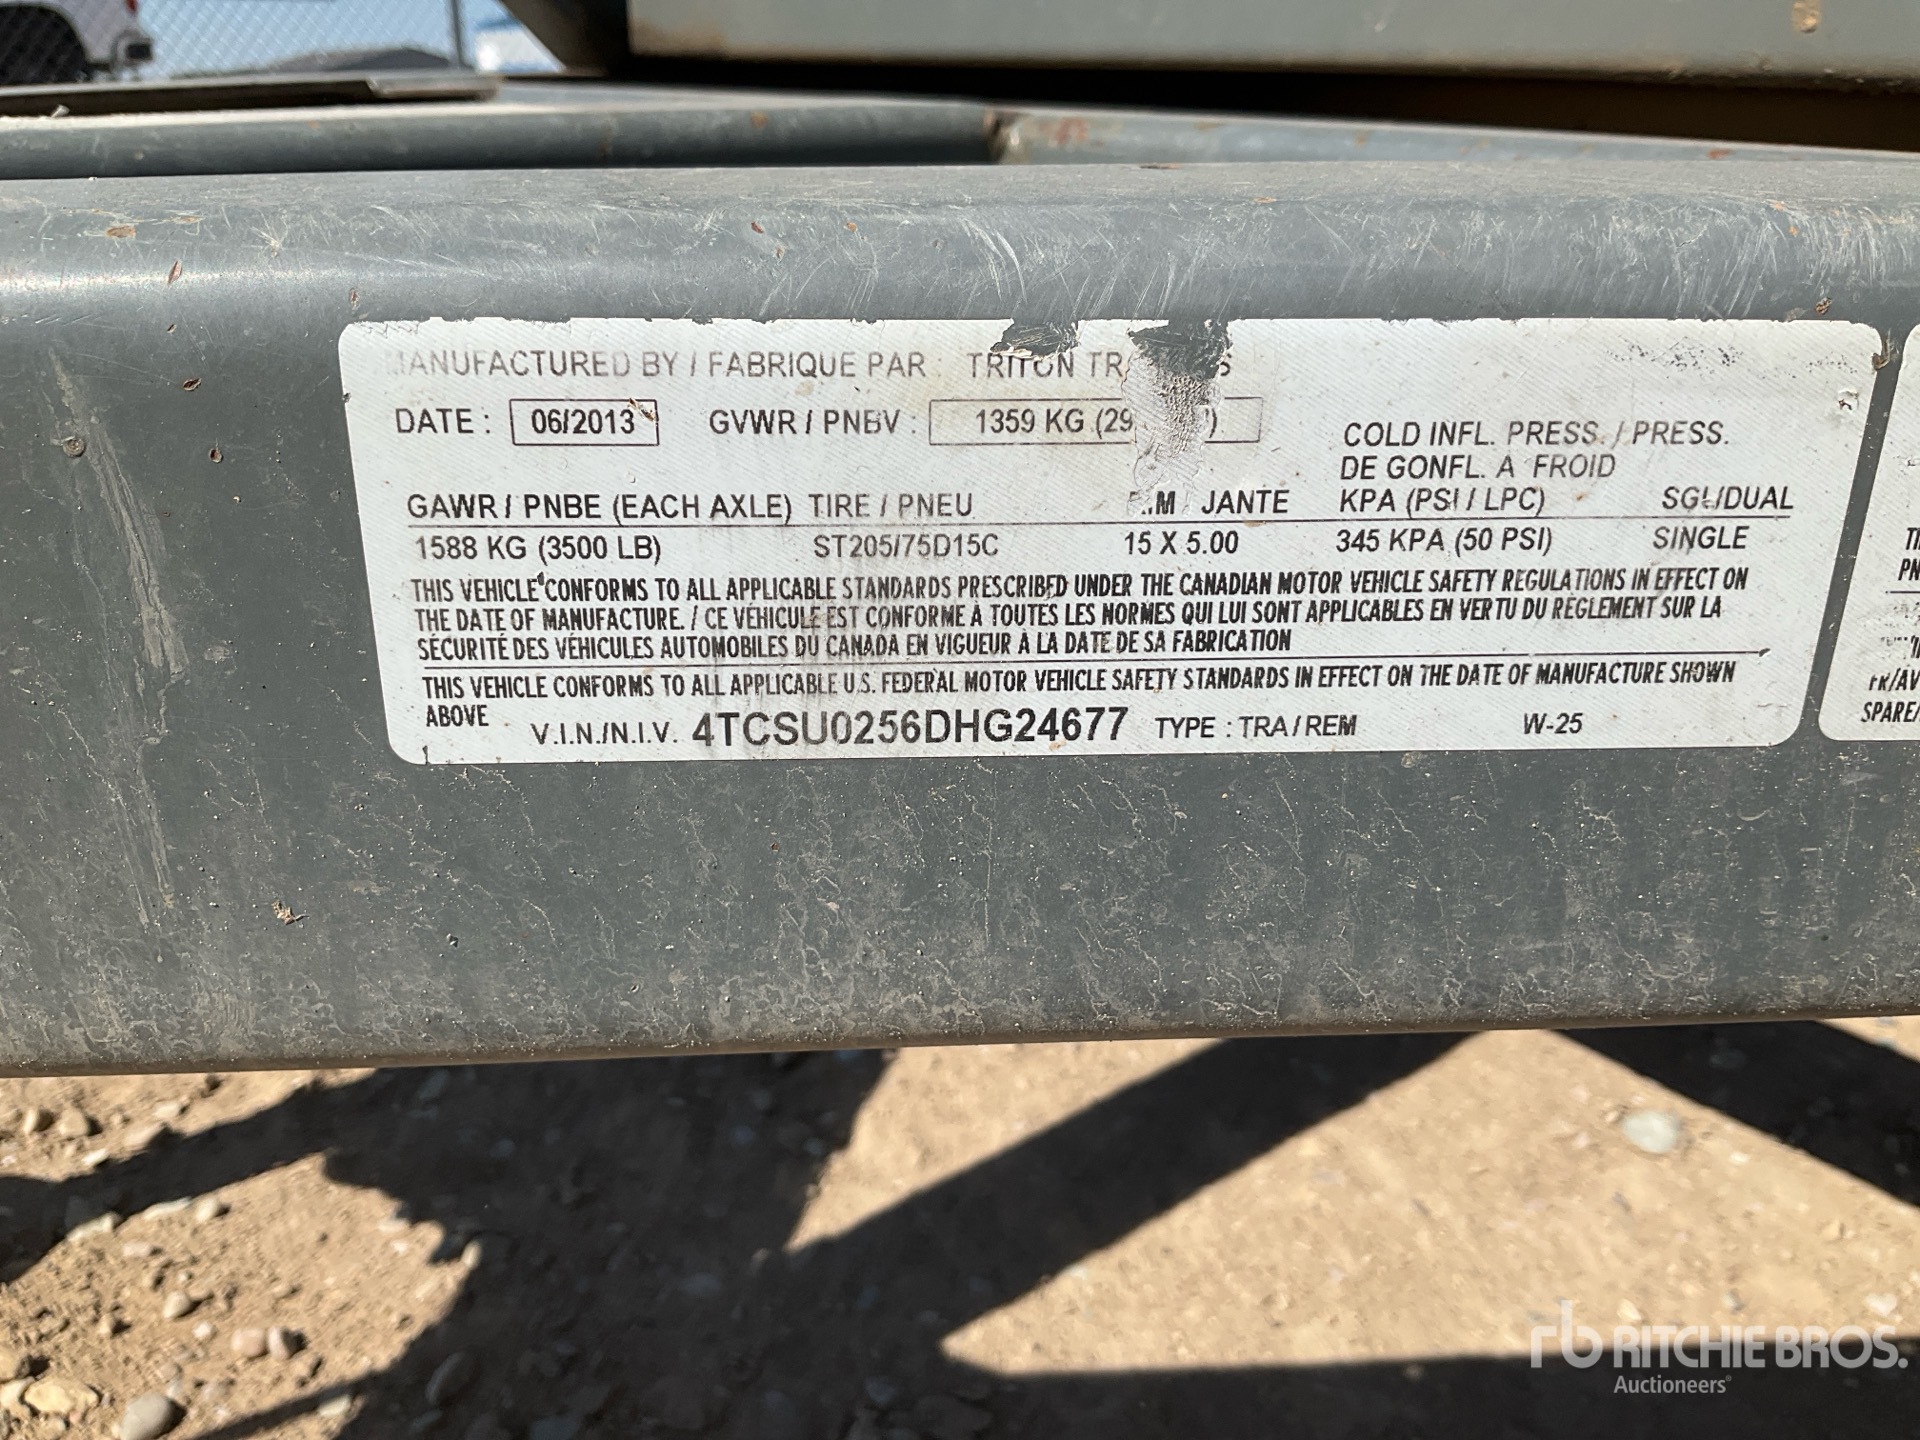 MANUFACTURED BY / FABRIQUE PAR : TRITON
DATE : 06/2013 GVWR / PNBV : 1359 KG
COLD INFL. PRESS. / PRESS.
DE GONFL. A FROID
GAWR / PNBE (EACH AXLE) TIRE / PNEU JANTE KPA (PSI / LPC) SGL/DUAL
1588 KG (3500 LB) ST205/75D15C 15 X 5.00 345 KPA (50 PSI) SINGLE
THIS VEHICLE CONFORMS TO ALL APPLICABLE STANDARDS PRESCRIBED UNDER THE CANADIAN MOTOR VEHICLE SAFETY REGULATIONS IN EFFECT ON
THE DATE OF MANUFACTURE. / CE VÉHICULE EST CONFORME À TOUTES LES NORMES QUI LUI SONT APPLICABLES EN VERTU DU RÈGLEMENT SUR LA
SÉCURITÉ DES VÉHICULES AUTOMOBILES DU CANADA EN VIGUEUR À LA DATE DE SA FABRICATION
THIS VEHICLE CONFORMS TO ALL APPLICABLE U.S. FEDERAL MOTOR VEHICLE SAFETY STANDARDS IN EFFECT ON THE DATE OF MANUFACTURE SHOWN
ABOVE
V.I.N./N.I.V. 4TCSU0256DHG24677 TYPE : TRA / REM W-25
SPARE/
rb RITCHIE BROS.
Auctioneers